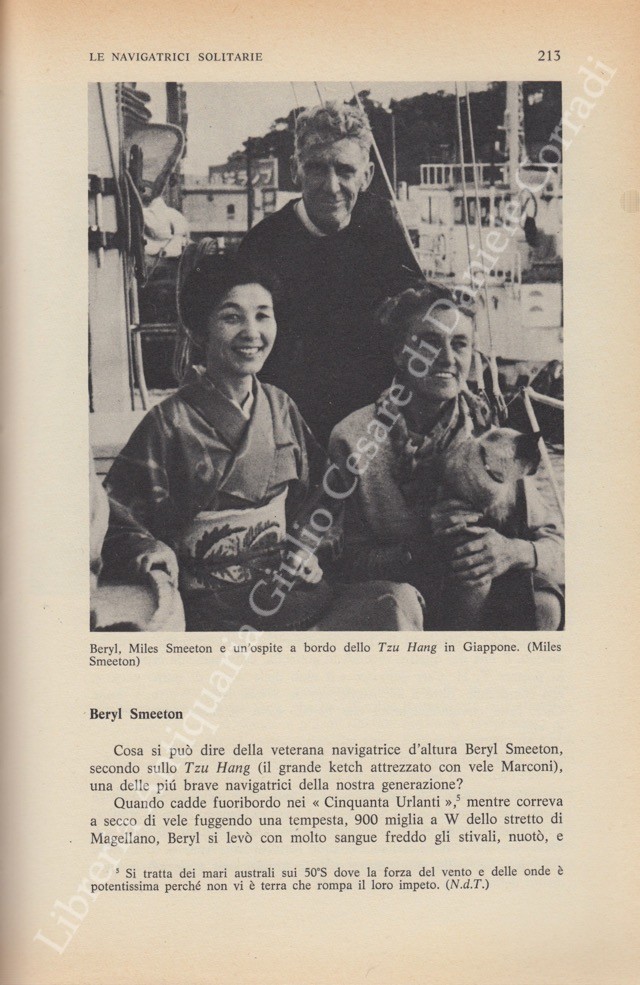 LE NAVIGATRICI SOLITARIE 213
Beryl, Miles Smeeton e un'ospite a bordo dello Tzu Hang in Giappone. (Miles
Smeeton)
Beryl Smeeton
Cosa si può dire della veterana navigatrice d'altura Beryl Smeeton,
secondo sullo Tzu Hang (il grande ketch attrezzato con vele Marconi),
una delle piú brave navigatrici della nostra generazione?
Quando cadde fuoribordo nei « Cinquanta Urlanti »,⁵ mentre correva
a secco di vele fuggendo una tempesta, 900 miglia a W dello stretto di
Magellano, Beryl si levò con molto sangue freddo gli stivali, nuotò, e
⁵ Si tratta dei mari australi sui 50°S dove la forza del vento e delle onde è
potentissima perché non vi è terra che rompa il loro impeto. (N.d.T.)
Libreria Antiquaria Giulio Cesare di Daniele Corradi